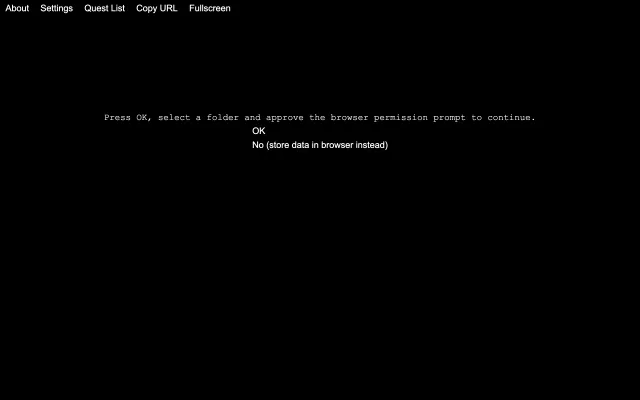 About Settings Quest List Copy URL Fullscreen
Press OK, select a folder and approve the browser permission prompt to continue.
OK
No (store data in browser instead)